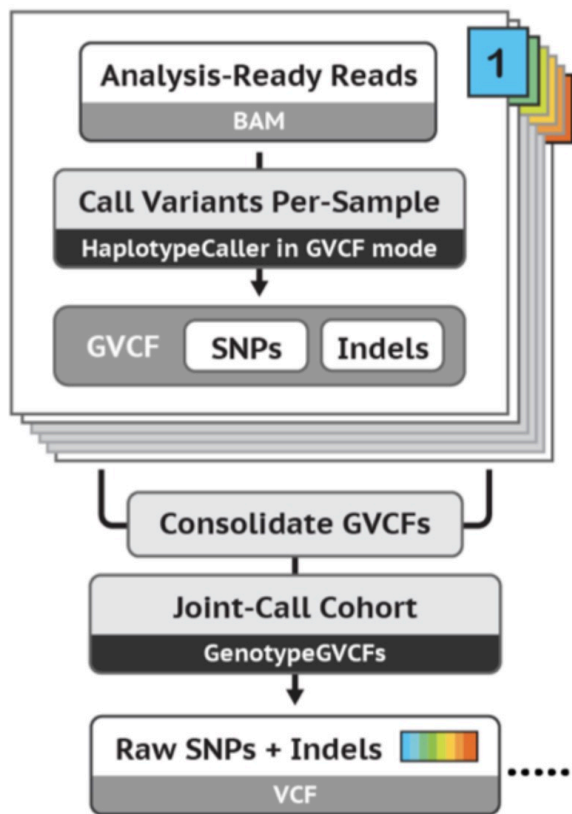 1
Analysis-Ready Reads
BAM
Call Variants Per-Sample
HaplotypeCaller in GVCF mode
GVCF SNPs Indels
Consolidate GVCFs
Joint-Call Cohort
GenotypeGVCFs
Raw SNPs + Indels
VCF